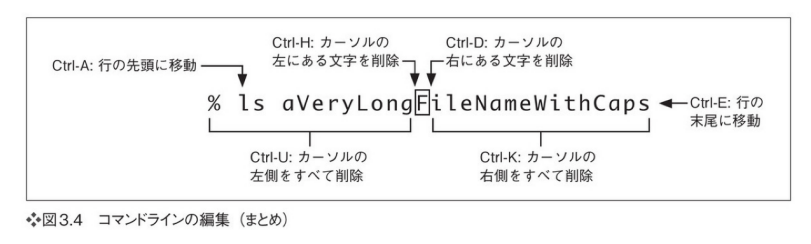 Ctrl-H: カーソルの
左にある文字を削除
Ctrl-D: カーソルの
右にある文字を削除
Ctrl-A: 行の先頭に移動
% ls aVeryLongFileNameWithCaps
Ctrl-E: 行の
末尾に移動
Ctrl-U: カーソルの
左側をすべて削除
Ctrl-K: カーソルの
右側をすべて削除
❖図3.4 コマンドラインの編集（まとめ）